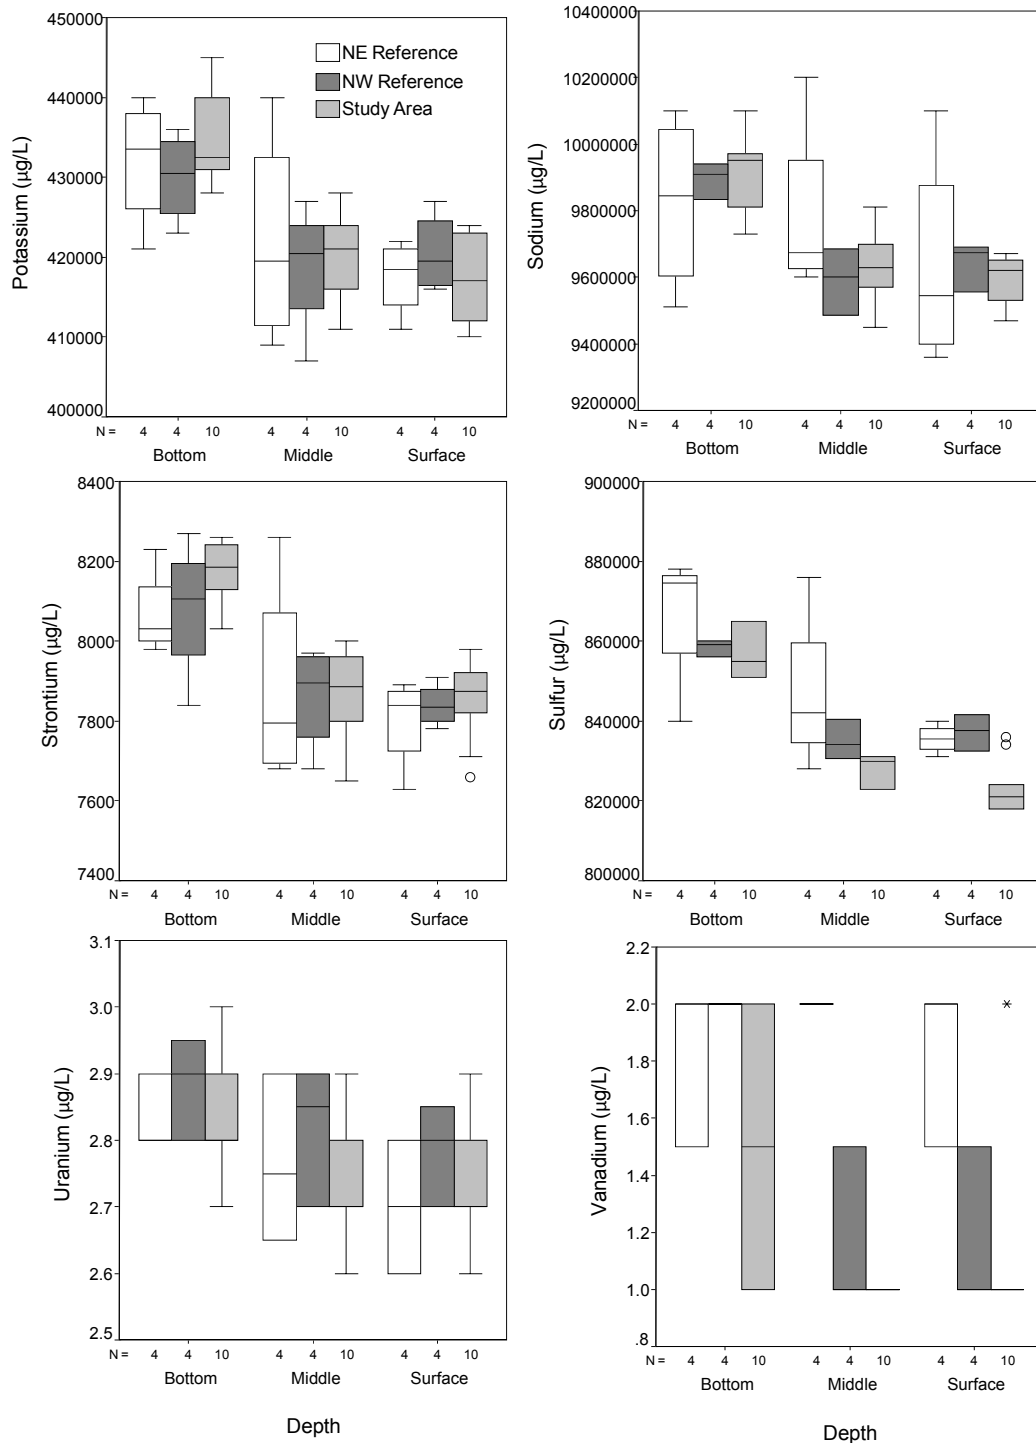 450000
440000
430000
420000
410000
400000
Potassium (µg/L)
NE Reference
NW Reference
Study Area
N = 4 4 10 4 4 10 4 4 10
Bottom Middle Surface
10400000
10200000
10000000
9800000
9600000
9400000
9200000
Sodium (µg/L)
N = 4 4 10 4 4 10 4 4 10
Bottom Middle Surface
8400
8200
8000
7800
7600
7400
Strontium (µg/L)
N = 4 4 10 4 4 10 4 4 10
Bottom Middle Surface
900000
880000
860000
840000
820000
800000
Sulfur (µg/L)
N = 4 4 10 4 4 10 4 4 10
Bottom Middle Surface
3.1
3.0
2.9
2.8
2.7
2.6
2.5
Uranium (µg/L)
N = 4 4 10 4 4 10 4 4 10
Bottom Middle Surface
Depth
2.2
2.0
1.8
1.6
1.4
1.2
1.0
.8
Vanadium (µg/L)
N = 4 4 10 4 4 10 4 4 10
Bottom Middle Surface
Depth